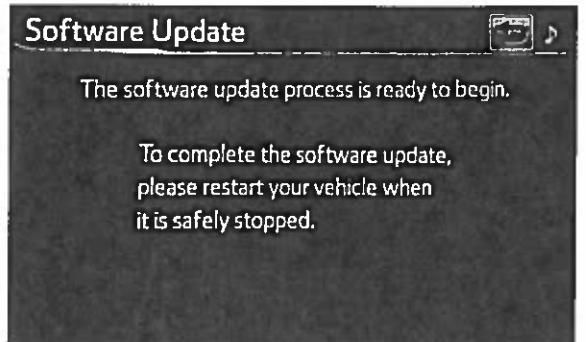 Software Update
The software update process is ready to begin.
To complete the software update,
please restart your vehicle when
it is safely stopped.